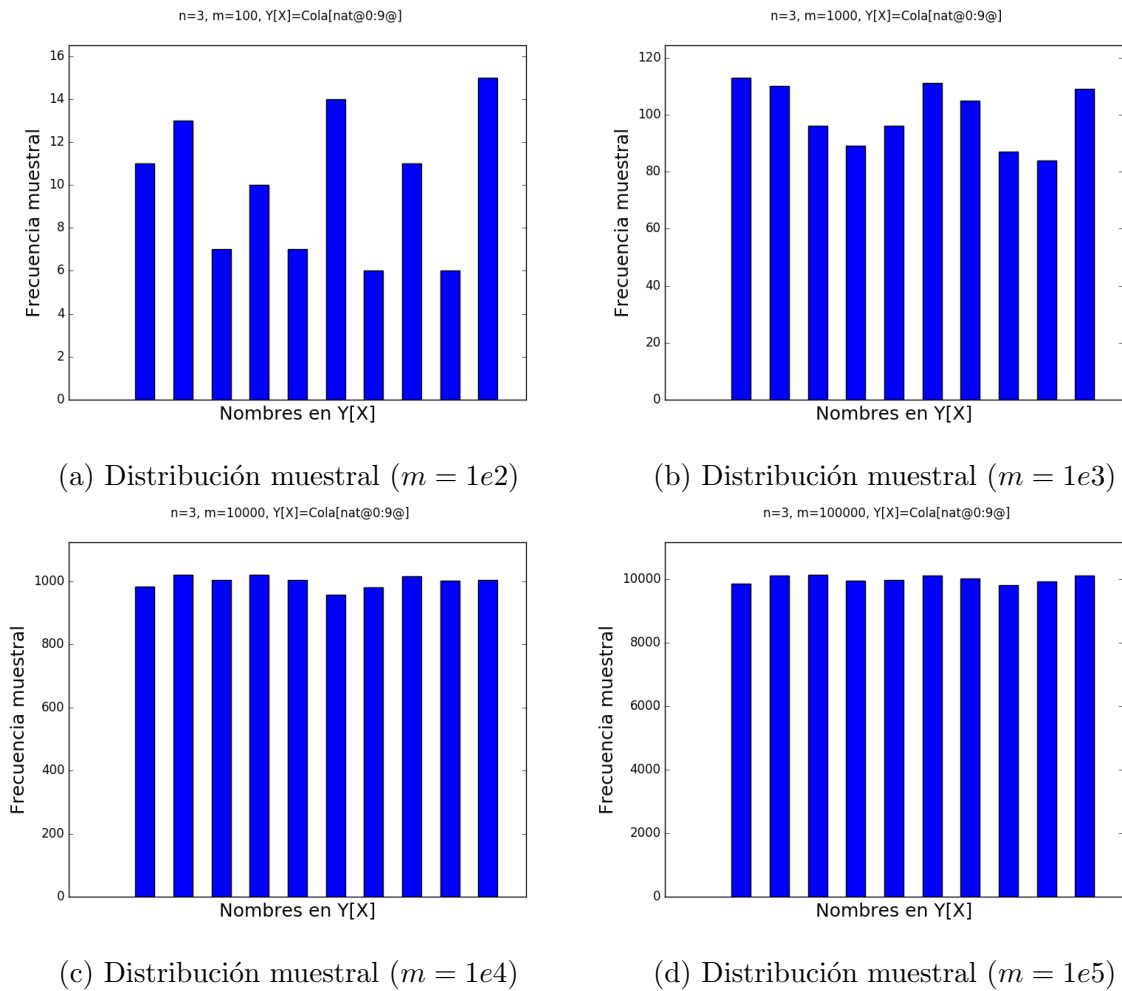 n=3, m=100, Y[X]=Cola[nat@0:9@]
16
14
12
10
8
6
4
2
0
Frecuencia muestral
Nombres en Y[X]
(a) Distribución muestral (m = 1e2)
n=3, m=1000, Y[X]=Cola[nat@0:9@]
120
100
80
60
40
20
0
Frecuencia muestral
Nombres en Y[X]
(b) Distribución muestral (m = 1e3)
n=3, m=10000, Y[X]=Cola[nat@0:9@]
1000
800
600
400
200
0
Frecuencia muestral
Nombres en Y[X]
(c) Distribución muestral (m = 1e4)
n=3, m=100000, Y[X]=Cola[nat@0:9@]
10000
8000
6000
4000
2000
0
Frecuencia muestral
Nombres en Y[X]
(d) Distribución muestral (m = 1e5)